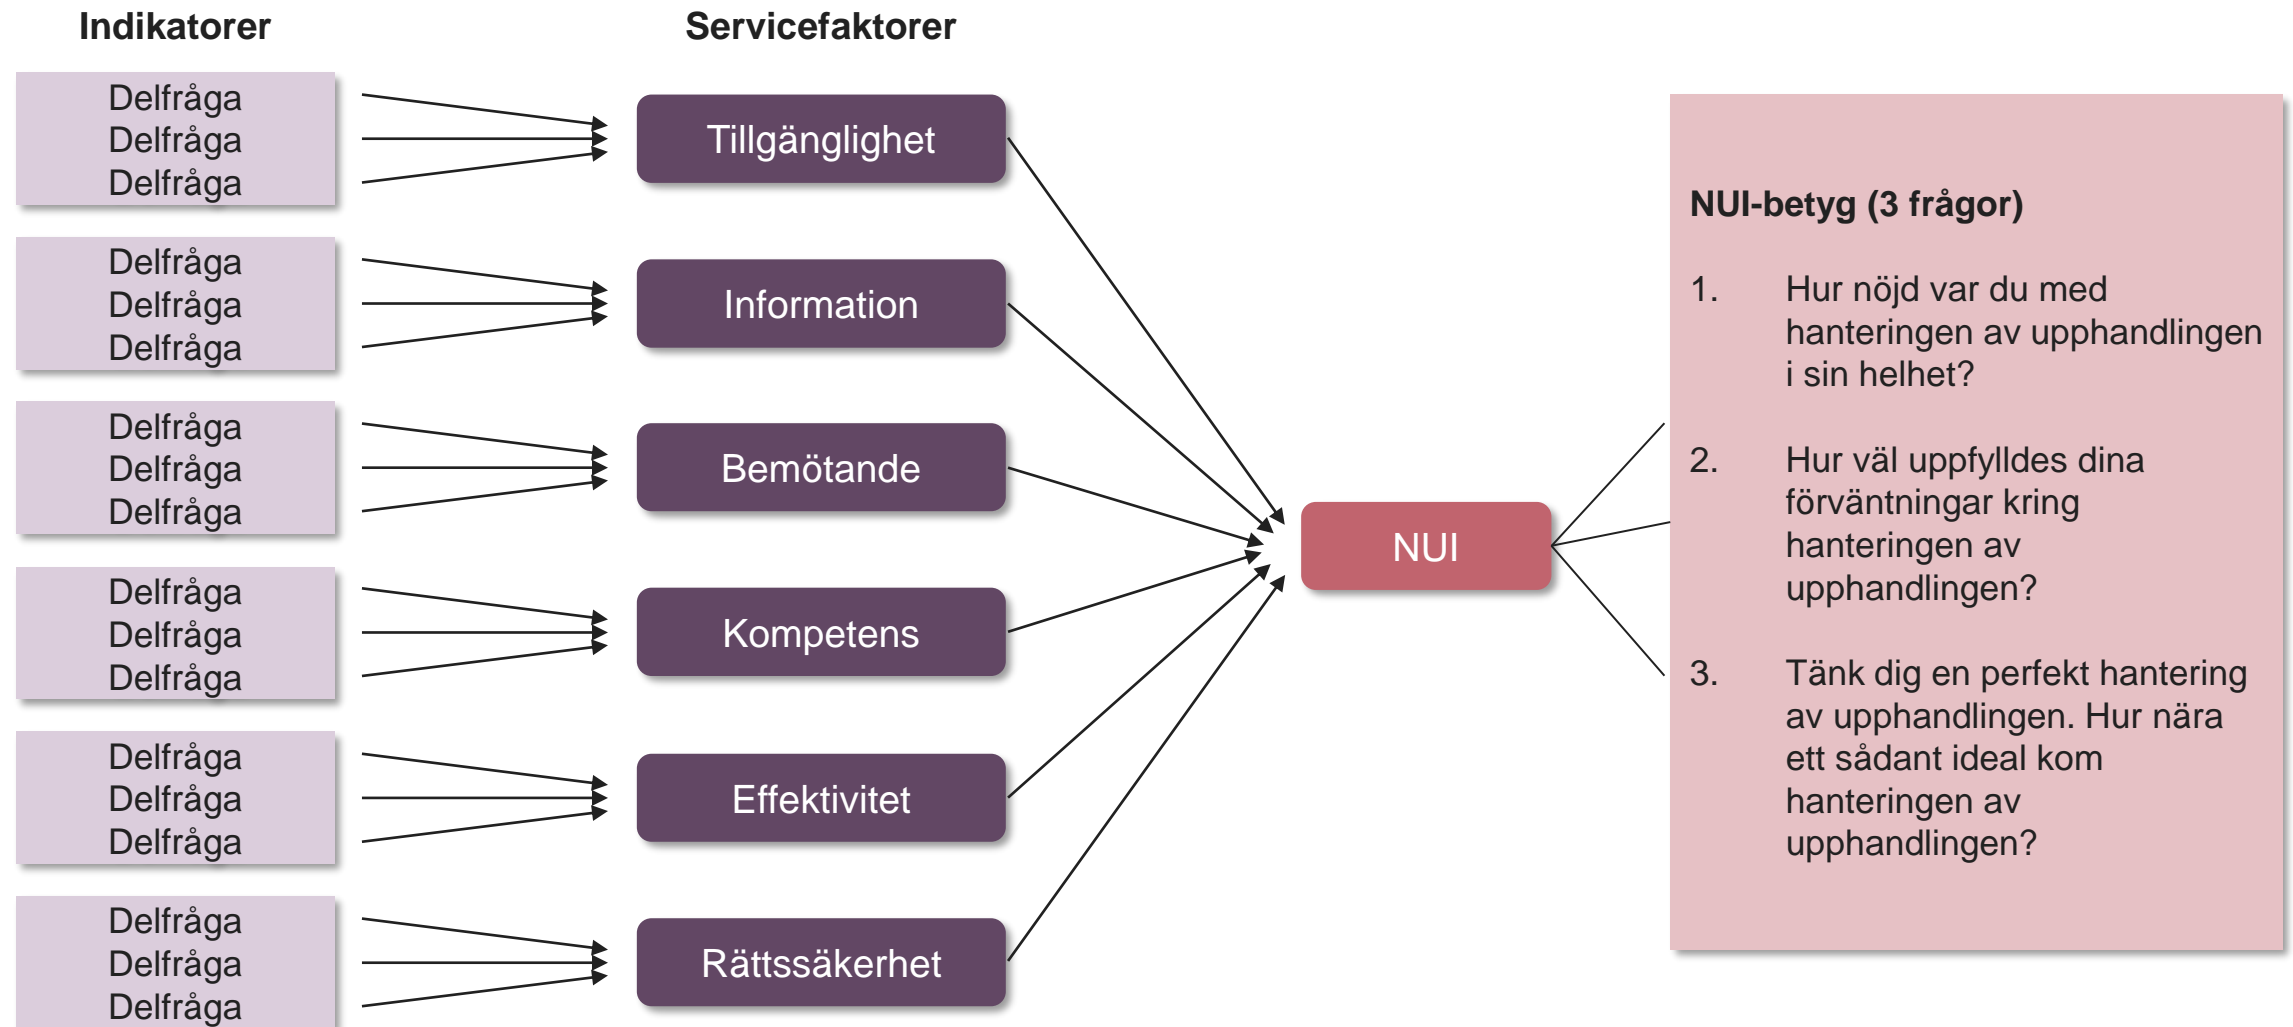 Indikatorer
Servicefaktorer
Delfråga
Delfråga
Delfråga
Tillgänglighet
Delfråga
Delfråga
Delfråga
Information
Delfråga
Delfråga
Delfråga
Bemötande
Delfråga
Delfråga
Delfråga
Kompetens
Delfråga
Delfråga
Delfråga
Effektivitet
Delfråga
Delfråga
Delfråga
Rättssäkerhet
NUI
NUI-betyg (3 frågor)
1. Hur nöjd var du med
hanteringen av upphandlingen
i sin helhet?
2. Hur väl uppfylldes dina
förväntningar kring
hanteringen av
upphandlingen?
3. Tänk dig en perfekt hantering
av upphandlingen. Hur nära
ett sådant ideal kom
hanteringen av
upphandlingen?